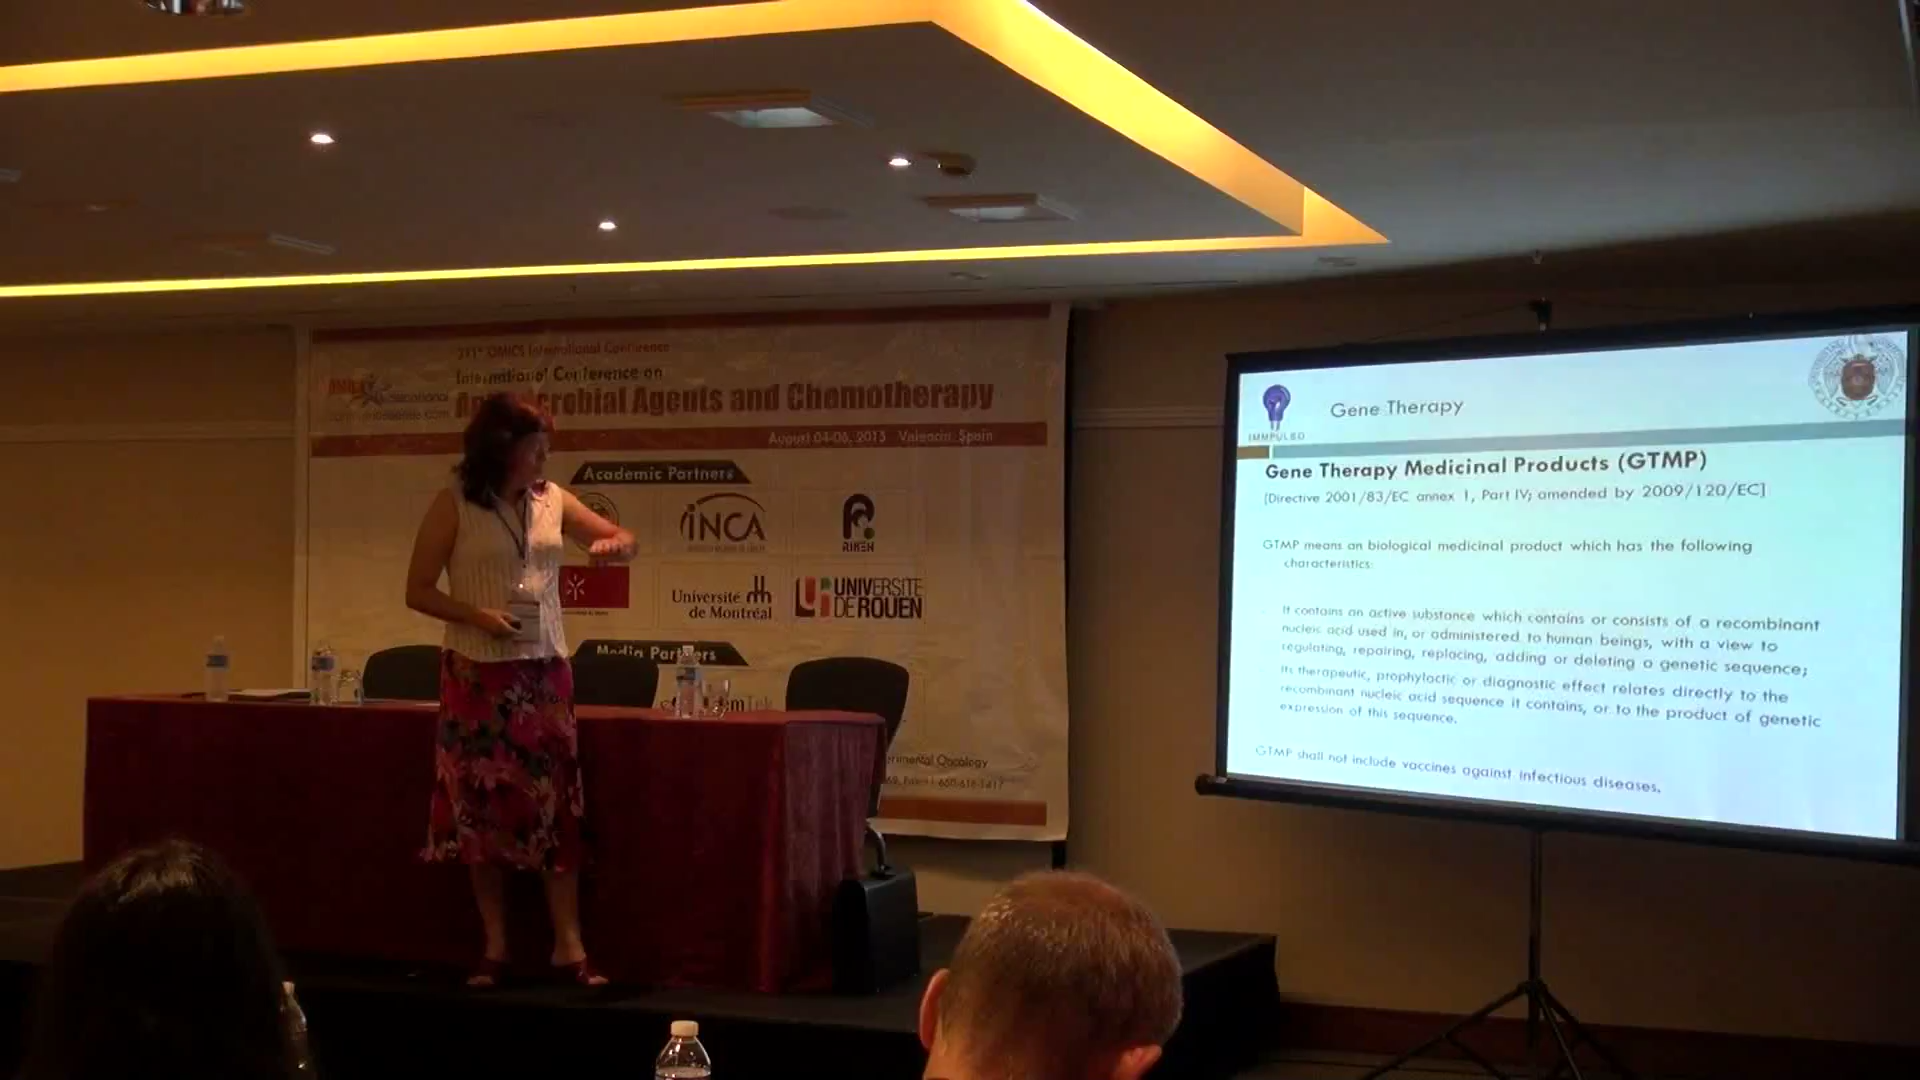 International Conference
International Conference on
Agents and Chemotherapy
August 04-06, Valencia, Spain
Academic Partners
INCA
RIKEN
Université
de Montréal
UNIVERSITÉ
DE ROUEN
Media Partners
Oncology
IMMPULSO
Gene Therapy
Gene Therapy Medicinal Products (GTMP)
[Directive 2001/83/EC annex 1, Part IV; amended by 2009/120/EC]
GTMP means an biological medicinal product which has the following
characteristics:
It contains an active substance which contains or consists of a recombinant
nucleic acid used in, or administered to human beings, with a view to
regulating, repairing, replacing, adding or deleting a genetic sequence;
Its therapeutic, prophylactic or diagnostic effect relates directly to the
recombinant nucleic acid sequence it contains, or to the product of genetic
expression of this sequence.
GTMP shall not include vaccines against infectious diseases.